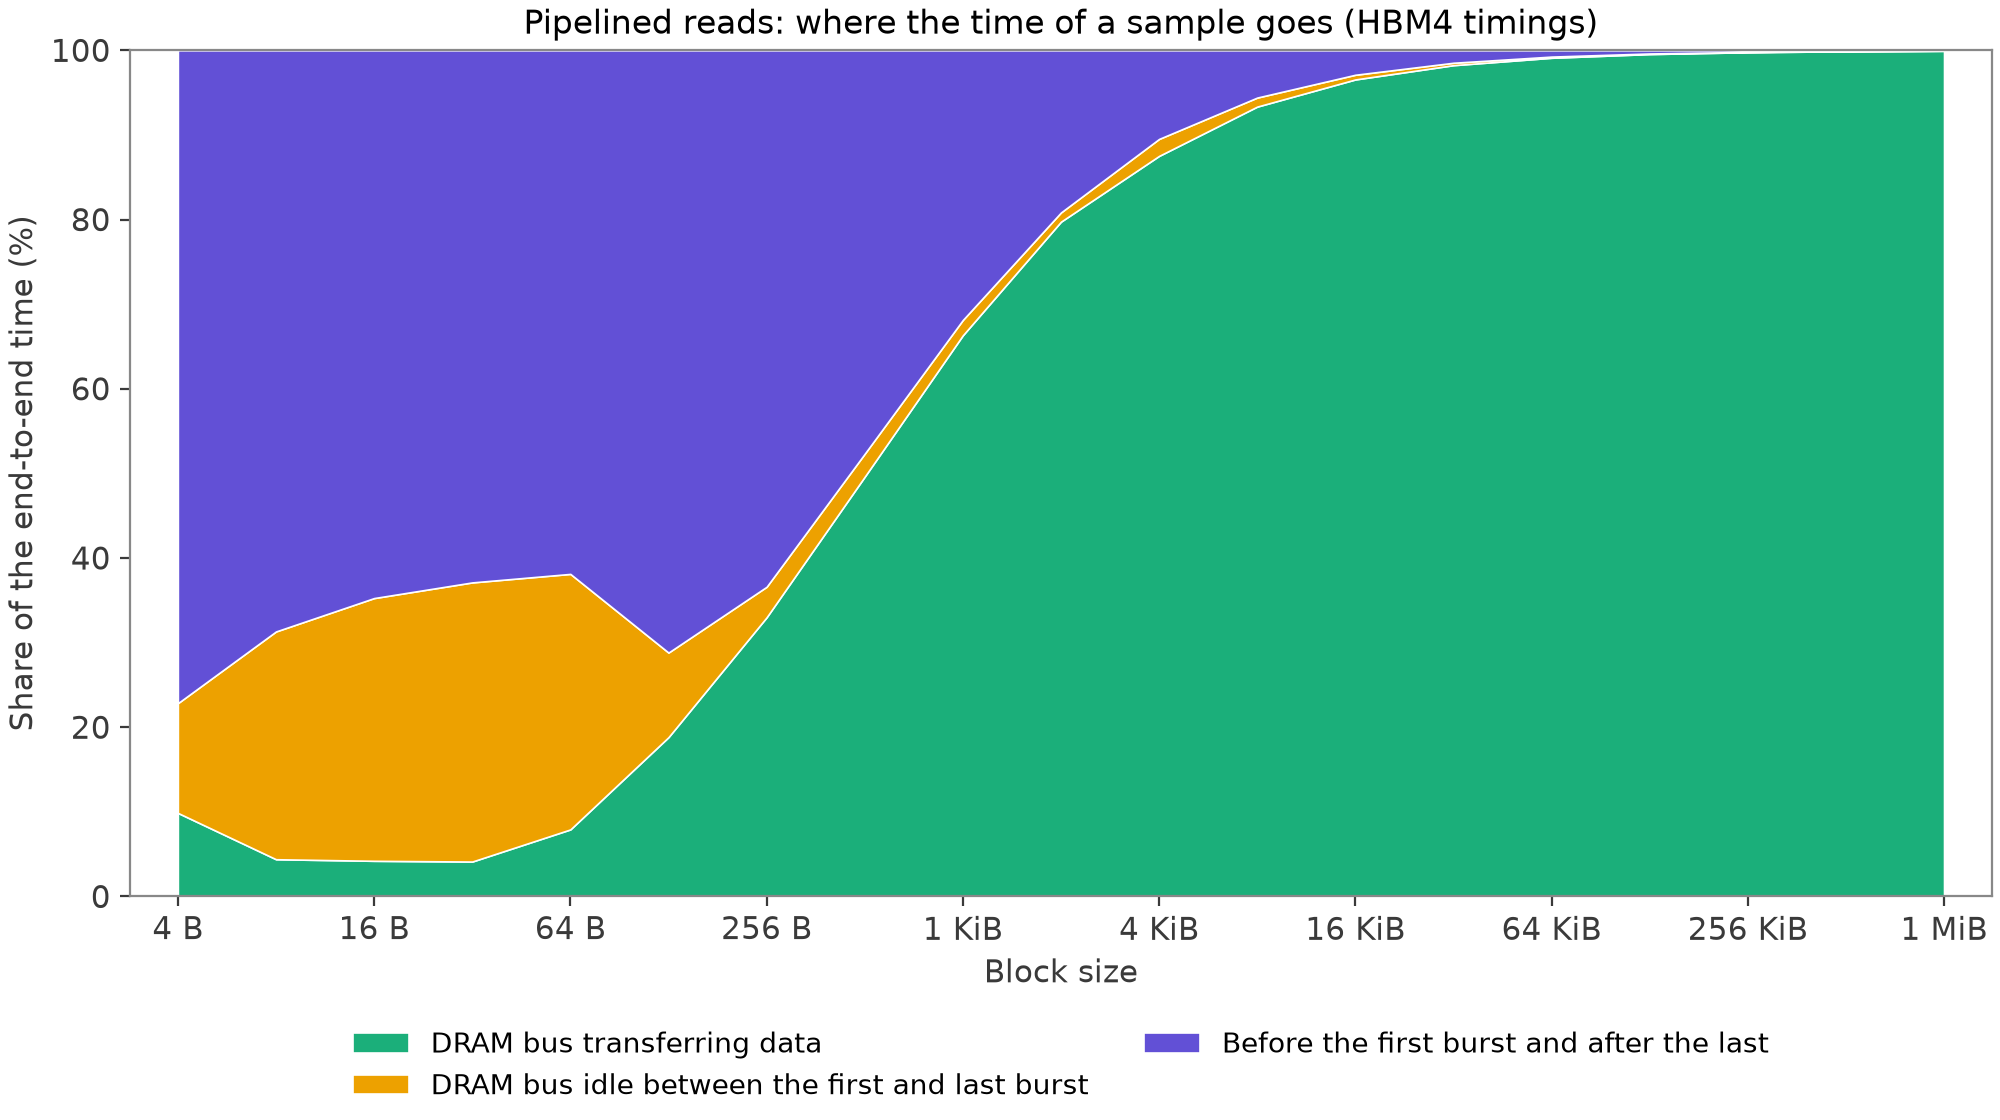 Pipelined reads: where the time of a sample goes (HBM4 timings)
Share of the end-to-end time (%)
100
80
60
40
20
0
4 B 16 B 64 B 256 B 1 KiB 4 KiB 16 KiB 64 KiB 256 KiB 1 MiB
Block size
DRAM bus transferring data
DRAM bus idle between the first and last burst
Before the first burst and after the last